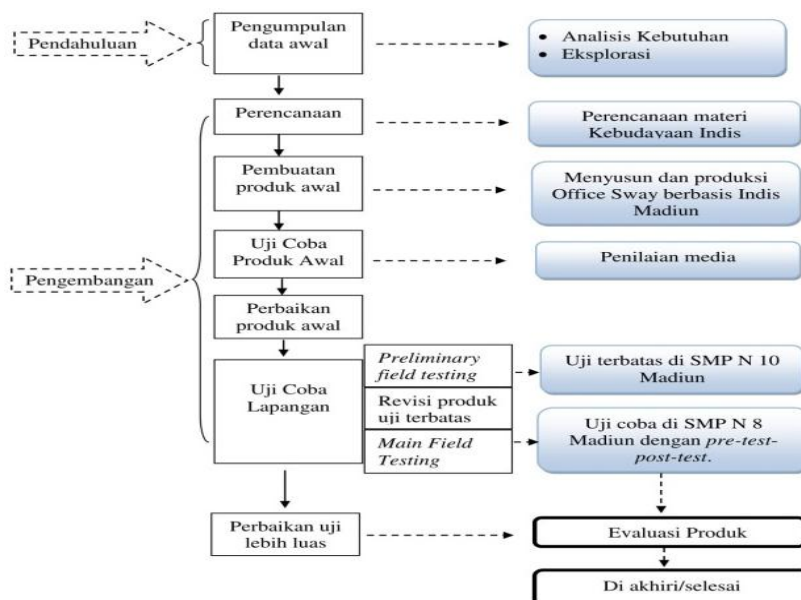 Pendahuluan
Pengumpulan
data awal
• Analisis Kebutuhan
• Eksplorasi
Perencanaan
Perencanaan materi
Kebudayaan Indis
Pembuatan
produk awal
Menyusun dan produksi
Office Sway berbasis Indis
Madiun
Pengembangan
Uji Coba
Produk Awal
Penilaian media
Perbaikan
produk awal
Uji Coba
Lapangan
Preliminary
field testing
Uji terbatas di SMP N 10
Madiun
Revisi produk
uji terbatas
Main Field
Testing
Uji coba di SMP N 8
Madiun dengan pre-test-
post-test.
Perbaikan uji
lebih luas
Evaluasi Produk
Di akhiri/selesai